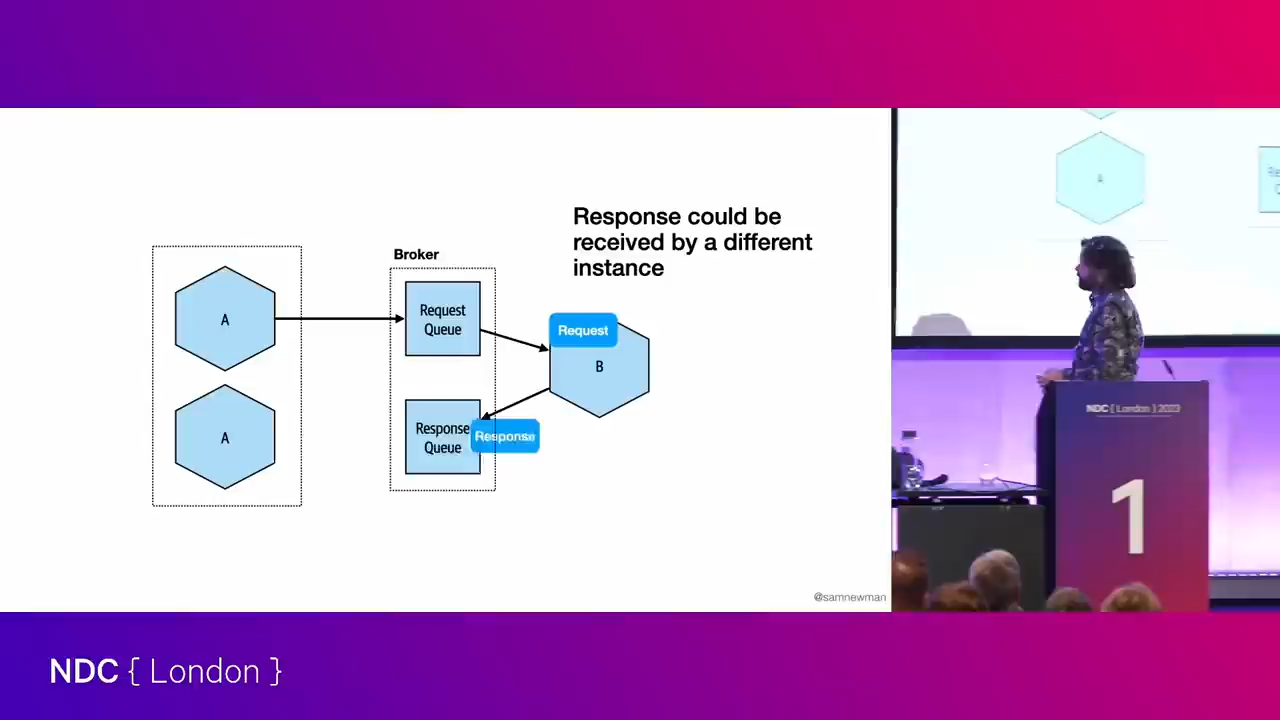 Response could be
received by a different
instance
Broker
A
Request
Queue
Request
B
A
Response
Queue
Response
@samnewman
A
NDC { London } 2023
1
NDC { London }